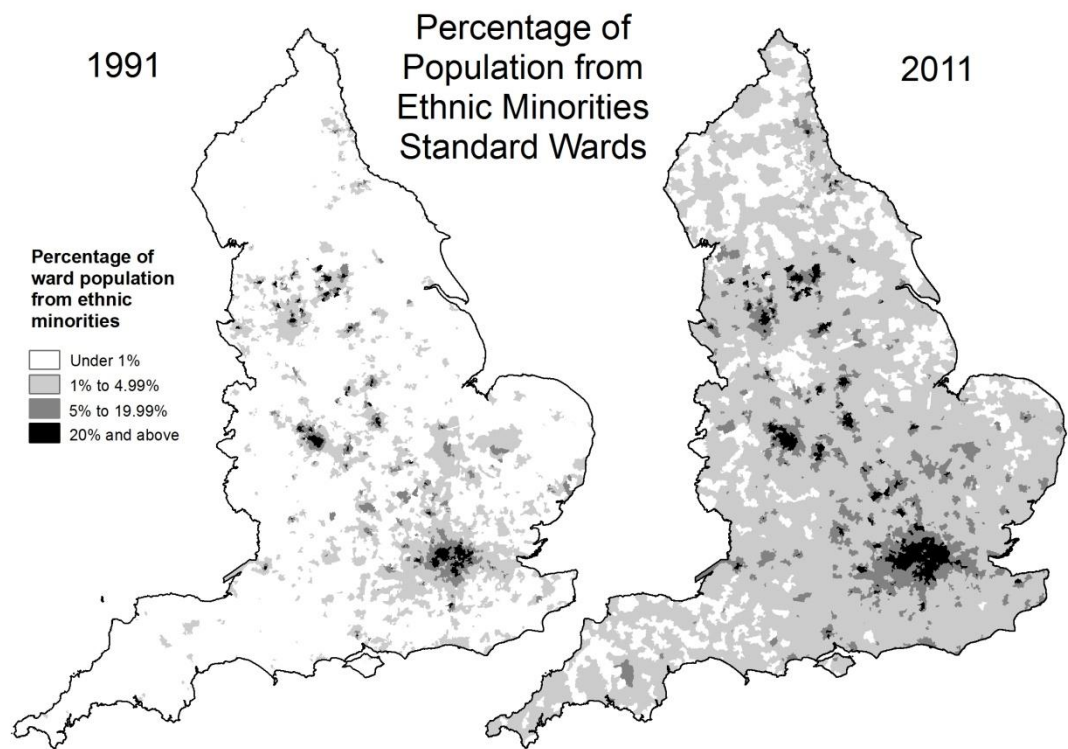 1991
Percentage of
Population from
Ethnic Minorities
Standard Wards
2011
Percentage of
ward population
from ethnic
minorities
Under 1%
1% to 4.99%
5% to 19.99%
20% and above